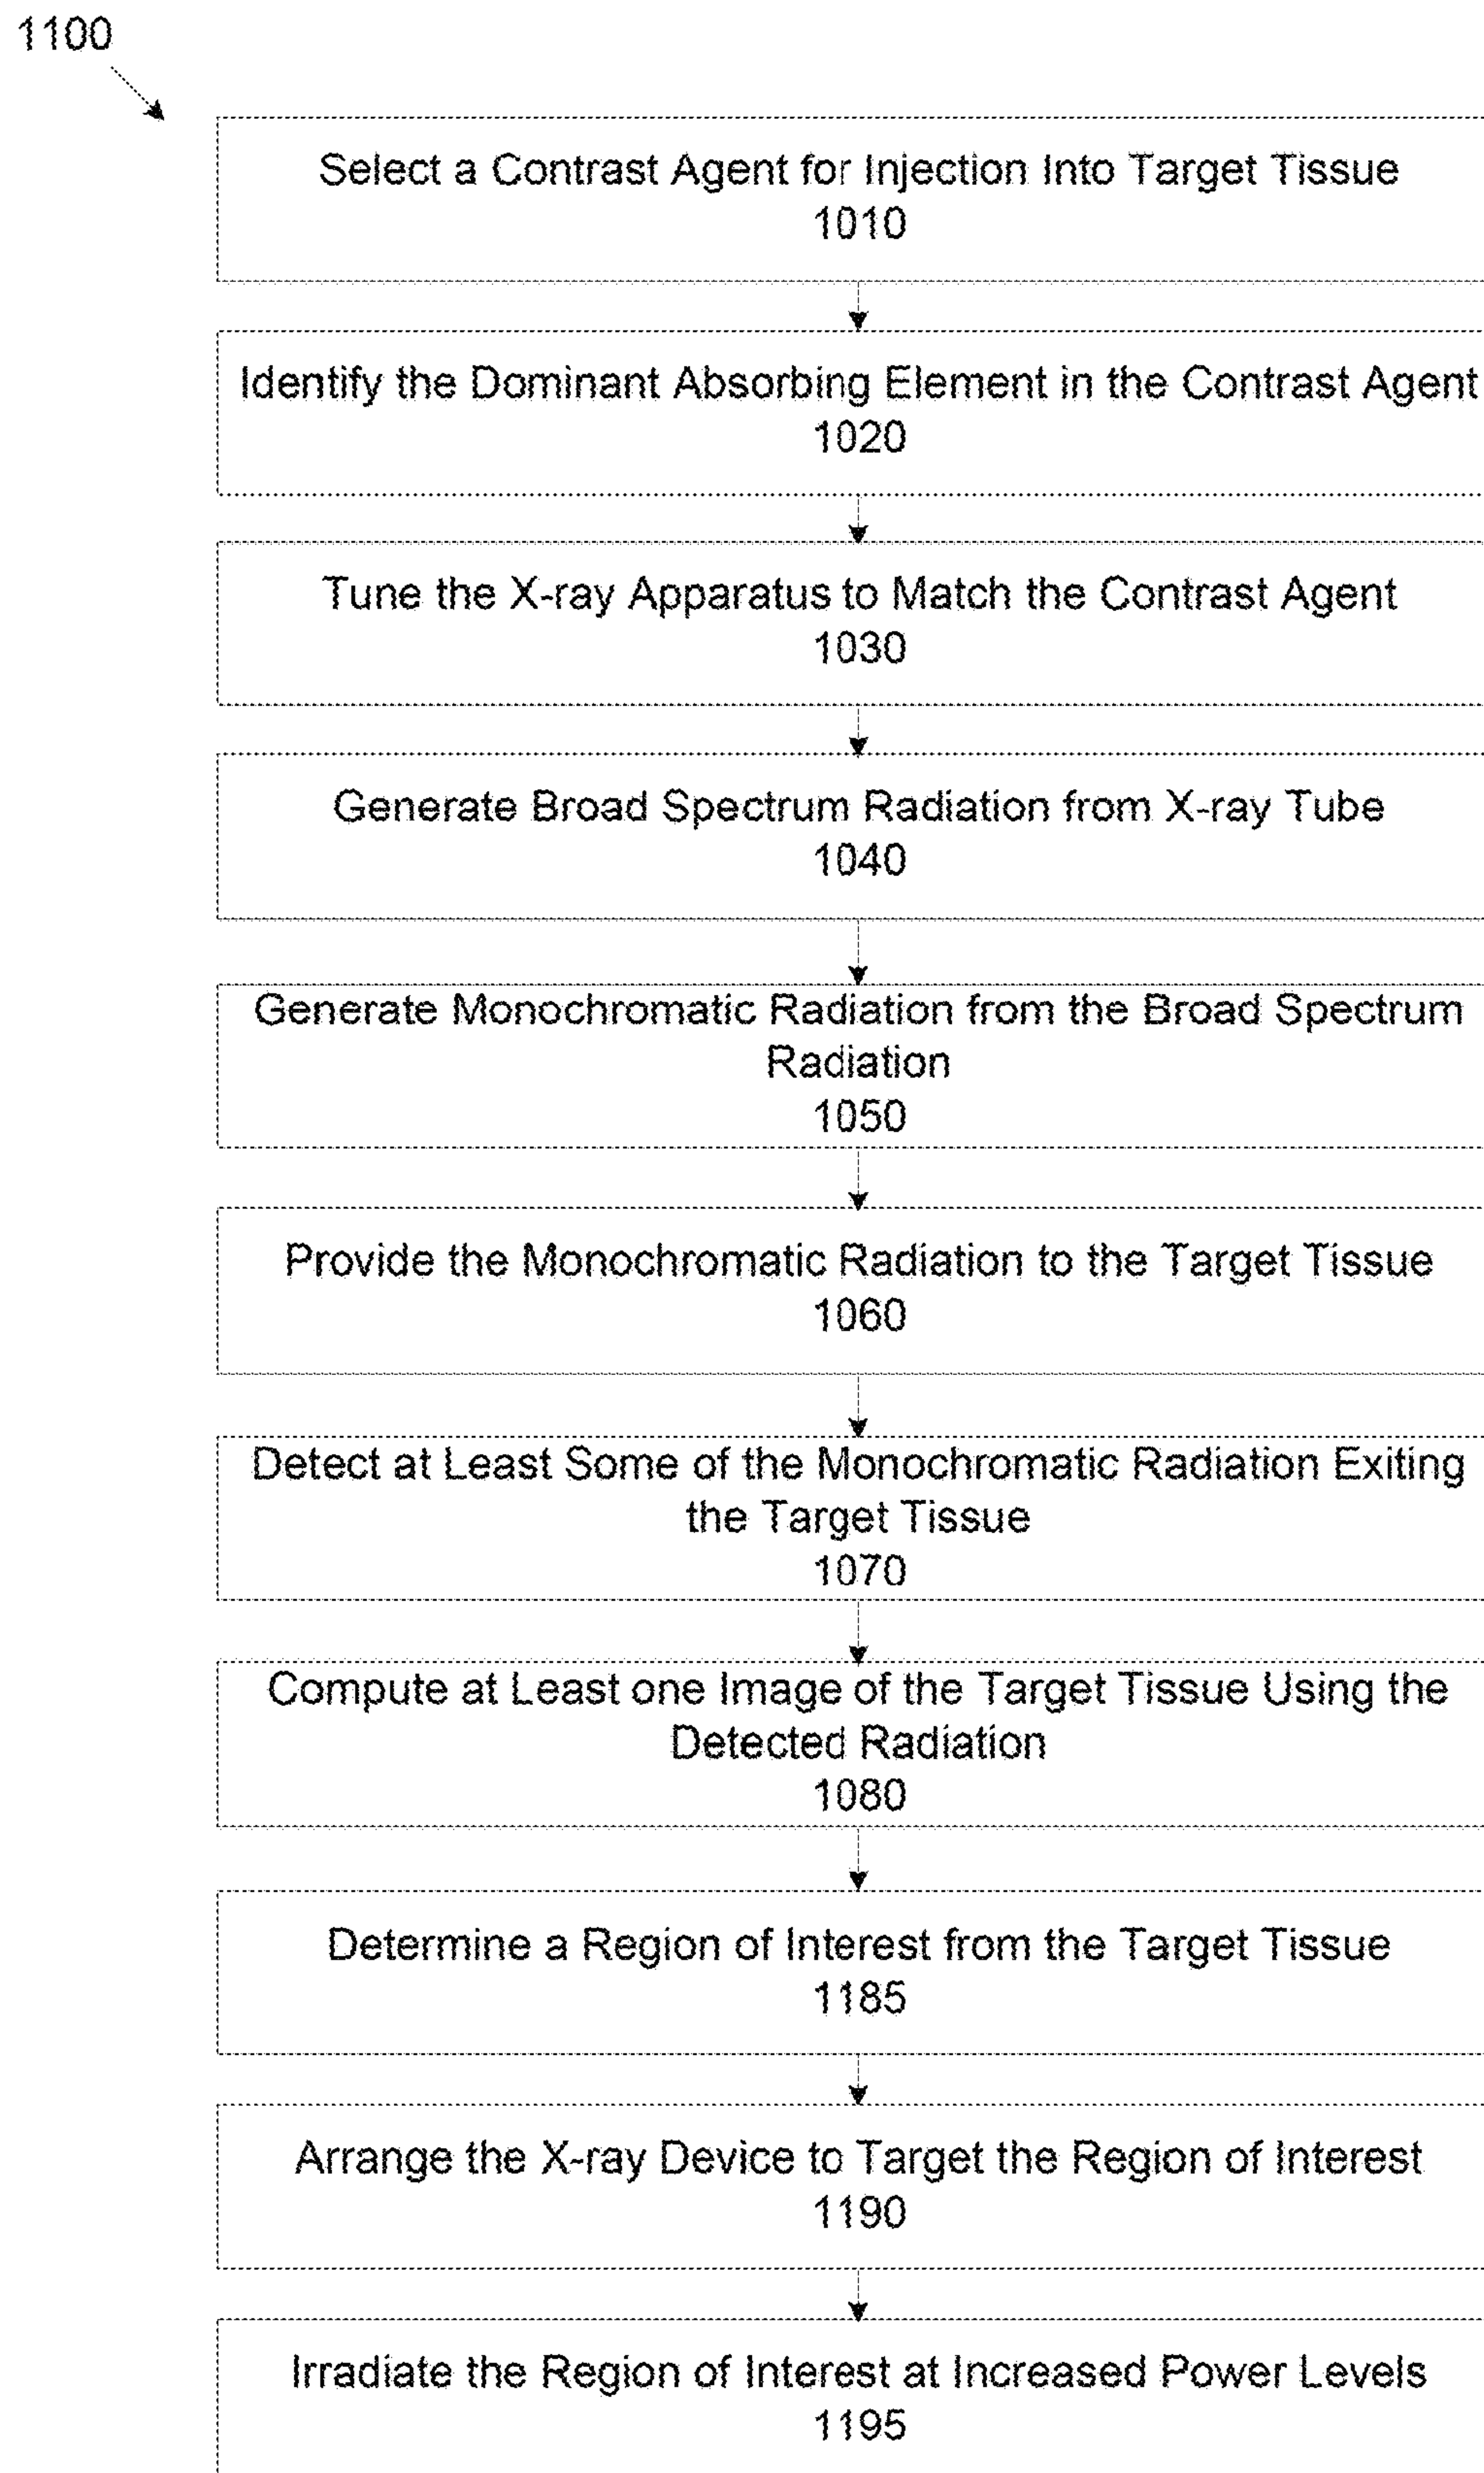 1100
Select a Contrast Agent for Injection Into Target Tissue
1010
Identify the Dominant Absorbing Element in the Contrast Agent
1020
Tune the X-ray Apparatus to Match the Contrast Agent
1030
Generate Broad Spectrum Radiation from X-ray Tube
1040
Generate Monochromatic Radiation from the Broad Spectrum
Radiation
1050
Provide the Monochromatic Radiation to the Target Tissue
1060
Detect at Least Some of the Monochromatic Radiation Exiting
the Target Tissue
1070
Compute at Least one Image of the Target Tissue Using the
Detected Radiation
1080
Determine a Region of Interest from the Target Tissue
1185
Arrange the X-ray Device to Target the Region of Interest
1190
Irradiate the Region of Interest at Increased Power Levels
1195